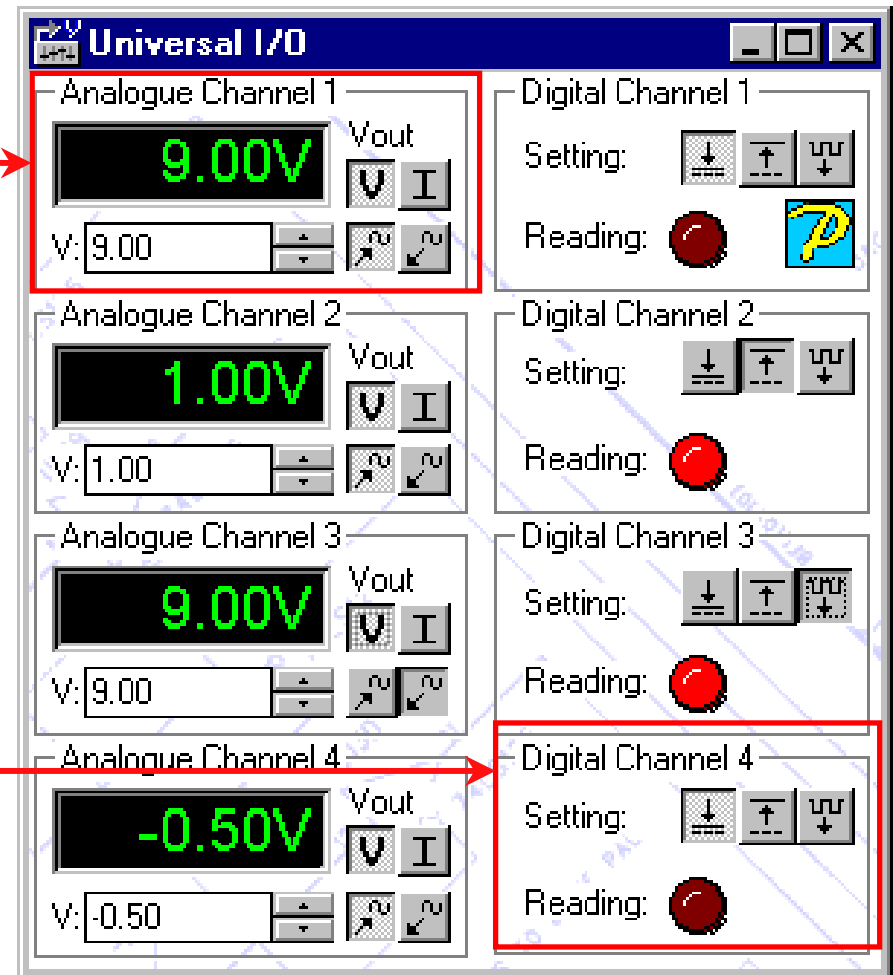 Universal I/O
Analogue Channel 1
9.00V
Vout
V I
V: 9.00
Digital Channel 1
Setting:
Reading:
P
Analogue Channel 2
1.00V
Vout
V I
V: 1.00
Digital Channel 2
Setting:
Reading:
Analogue Channel 3
9.00V
Vout
V I
V: 9.00
Digital Channel 3
Setting:
Reading:
Analogue Channel 4
-0.50V
Vout
V I
V: -0.50
Digital Channel 4
Setting:
Reading: